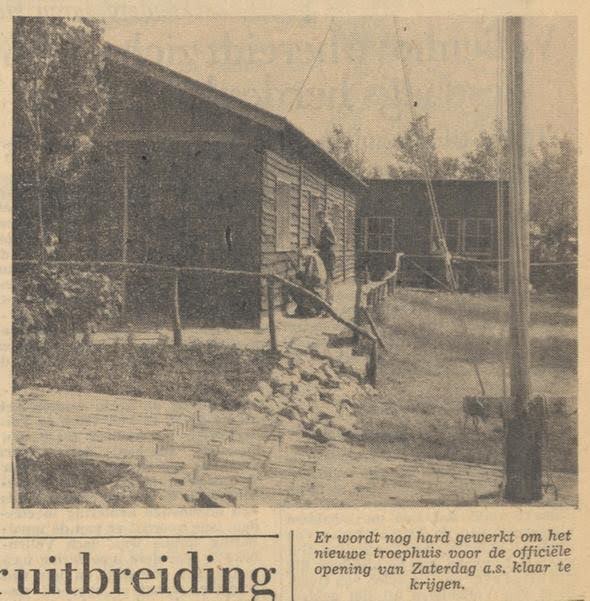 Er wordt nog hard gewerkt om het
nieuwe troephuis voor de officiële
opening van Zaterdag a.s. klaar te
krijgen.
r uitbreiding